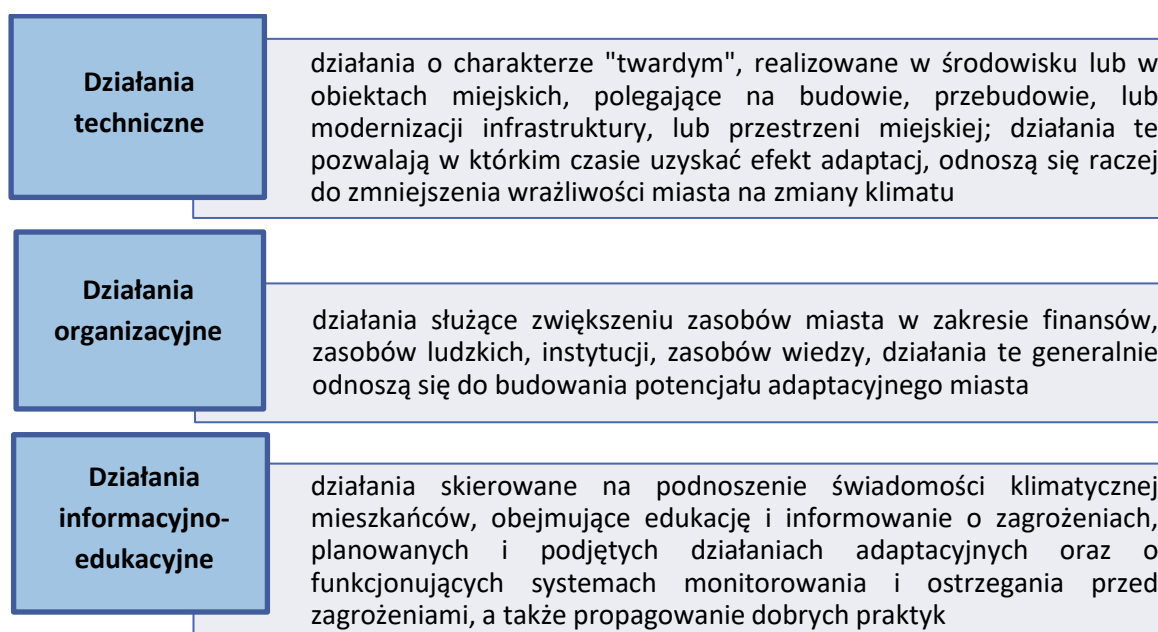 Działania
techniczne
działania o charakterze "twardym", realizowane w środowisku lub w
obiektach miejskich, polegające na budowie, przebudowie, lub
modernizacji infrastruktury, lub przestrzeni miejskiej; działania te
pozwalają w którkim czasie uzyskać efekt adaptacj, odnoszą się raczej
do zmniejszenia wrażliwości miasta na zmiany klimatu
Działania
organizacyjne
działania służące zwiększeniu zasobów miasta w zakresie finansów,
zasobów ludzkich, instytucji, zasobów wiedzy, działania te generalnie
odnoszą się do budowania potencjału adaptacyjnego miasta
Działania
informacyjno-
edukacyjne
działania skierowane na podnoszenie świadomości klimatycznej
mieszkańców, obejmujące edukację i informowanie o zagrożeniach,
planowanych i podjętych działaniach adaptacyjnych oraz o
funkcjonujących systemach monitorowania i ostrzegania przed
zagrożeniami, a także propagowanie dobrych praktyk